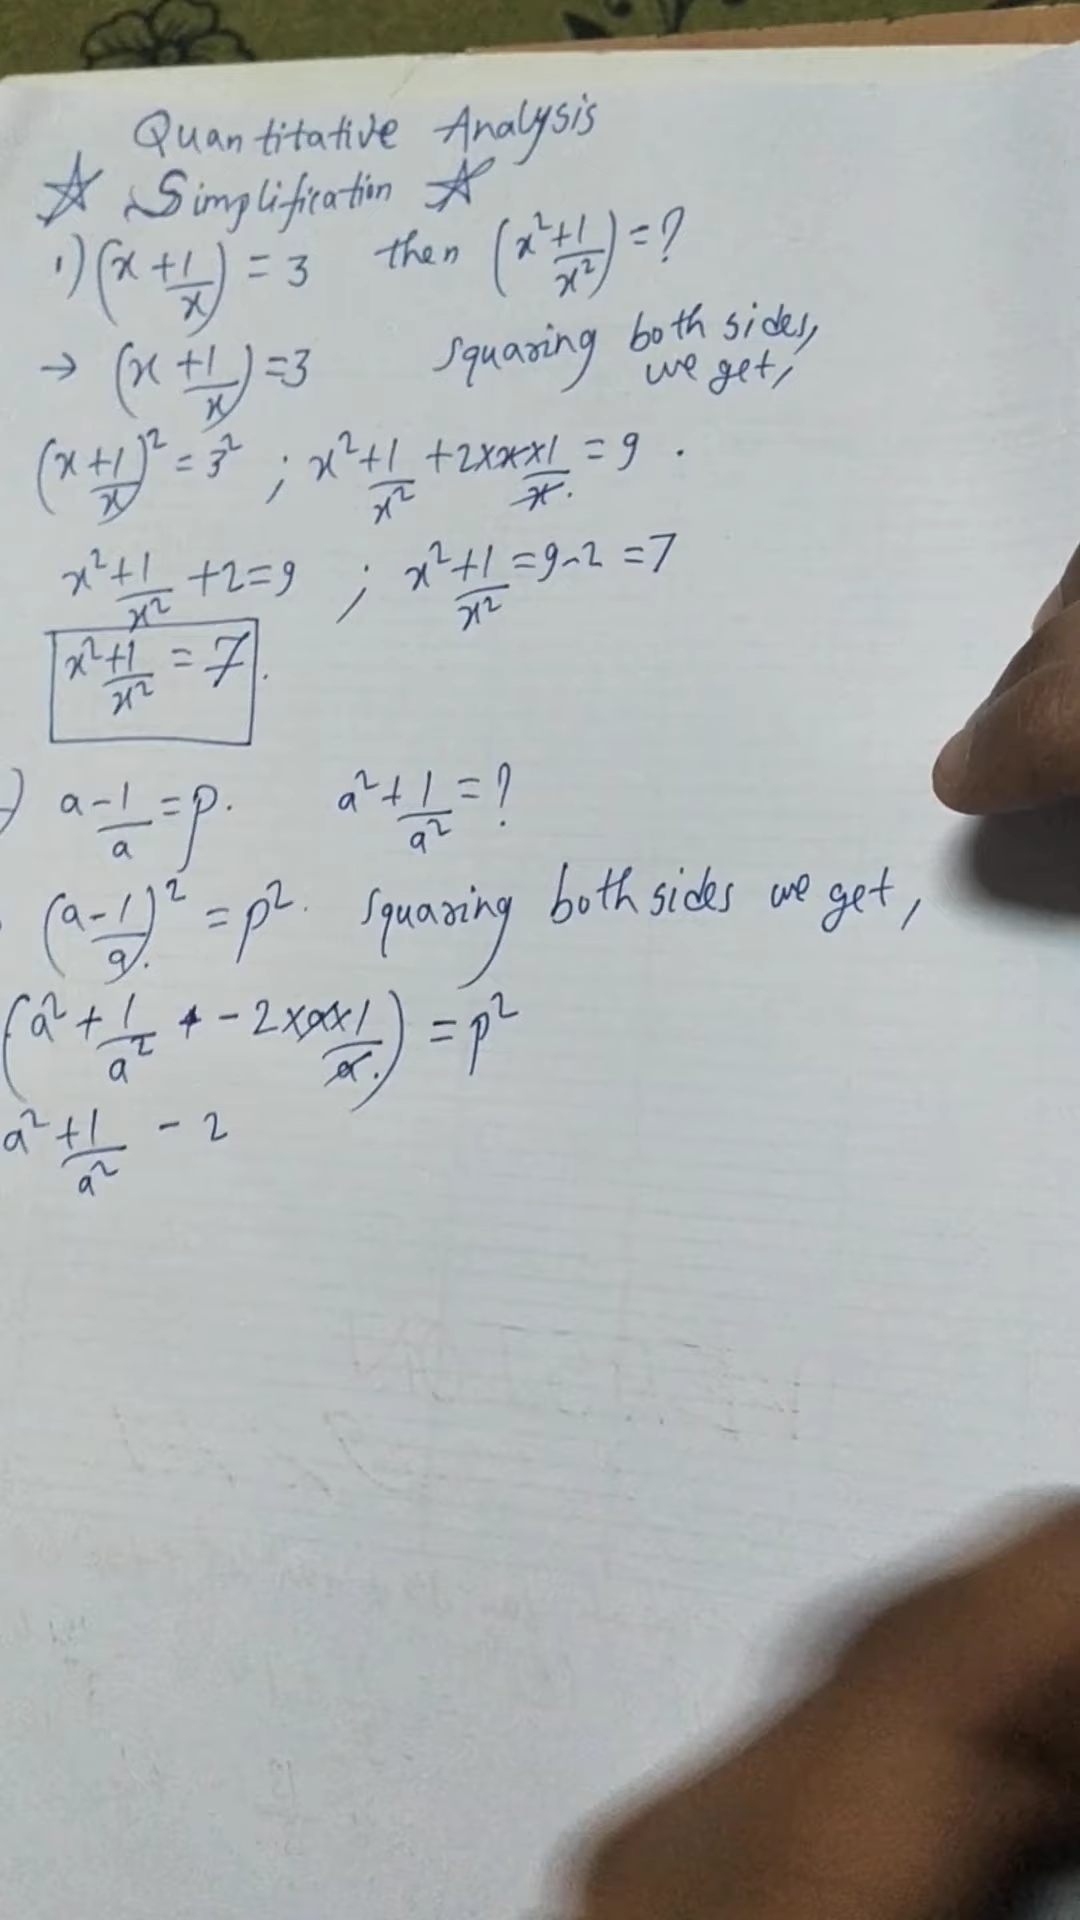 Quantitative Analysis
☆ Simplification ☆
1) (x + 1/x) = 3 then (x² + 1/x²) = ?
→ (x + 1/x) = 3 squaring both sides,
we get,
(x + 1/x)² = 3² ; x² + 1/x² + 2 × x × 1/x. = 9 .
x² + 1/x² + 2 = 9 ; x² + 1/x² = 9 - 2 = 7
x² + 1/x² = 7.
) a - 1/a = p. a² + 1/a² = ?
(a - 1/a.)² = p². squaring both sides we get,
(a² + 1/a² - 2 × a × 1/a.) = p²
a² + 1/a² - 2